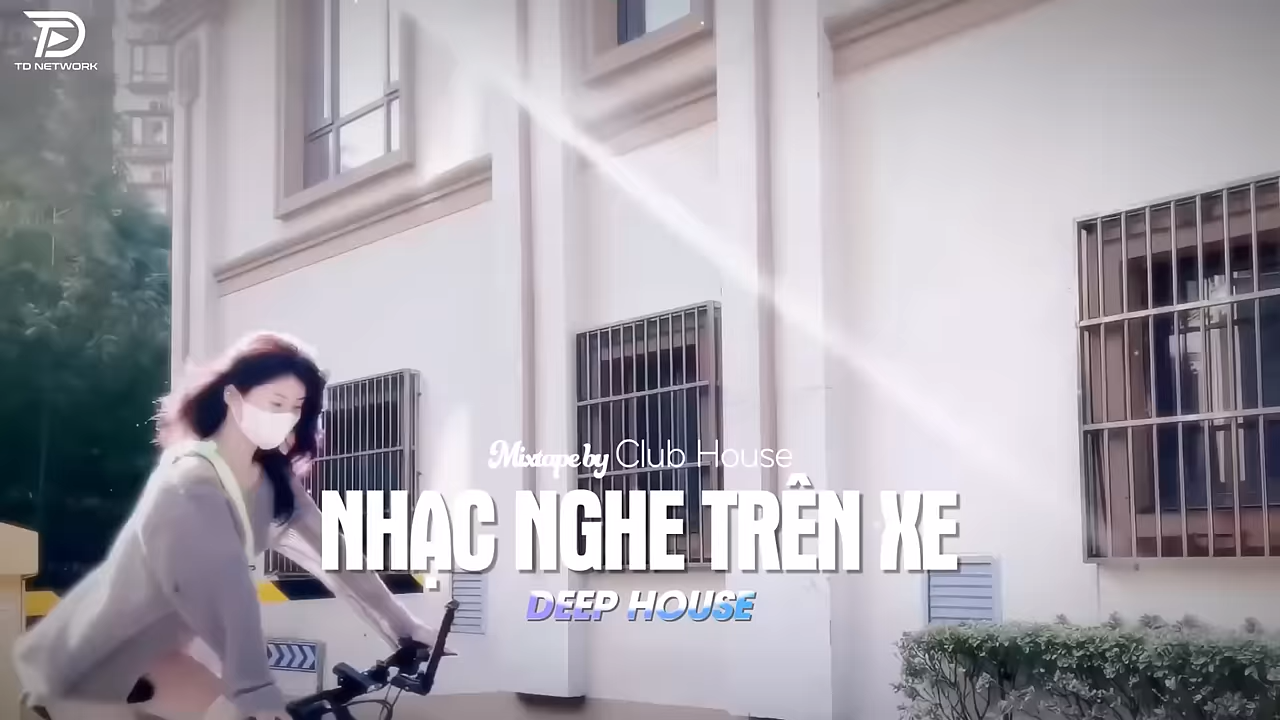 TD NETWORK
Mixtape by Club House
NHẠC NGHE TRÊN XE
DEEP HOUSE